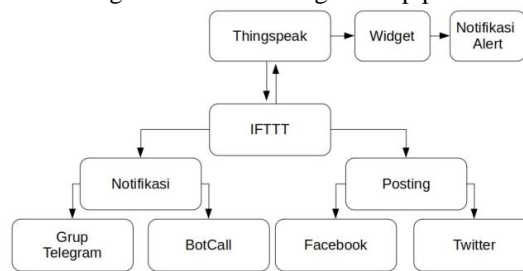 Thingspeak
Widget
Notifikasi
Alert
IFTTT
Notifikasi
Posting
Grup
Telegram
BotCall
Facebook
Twitter